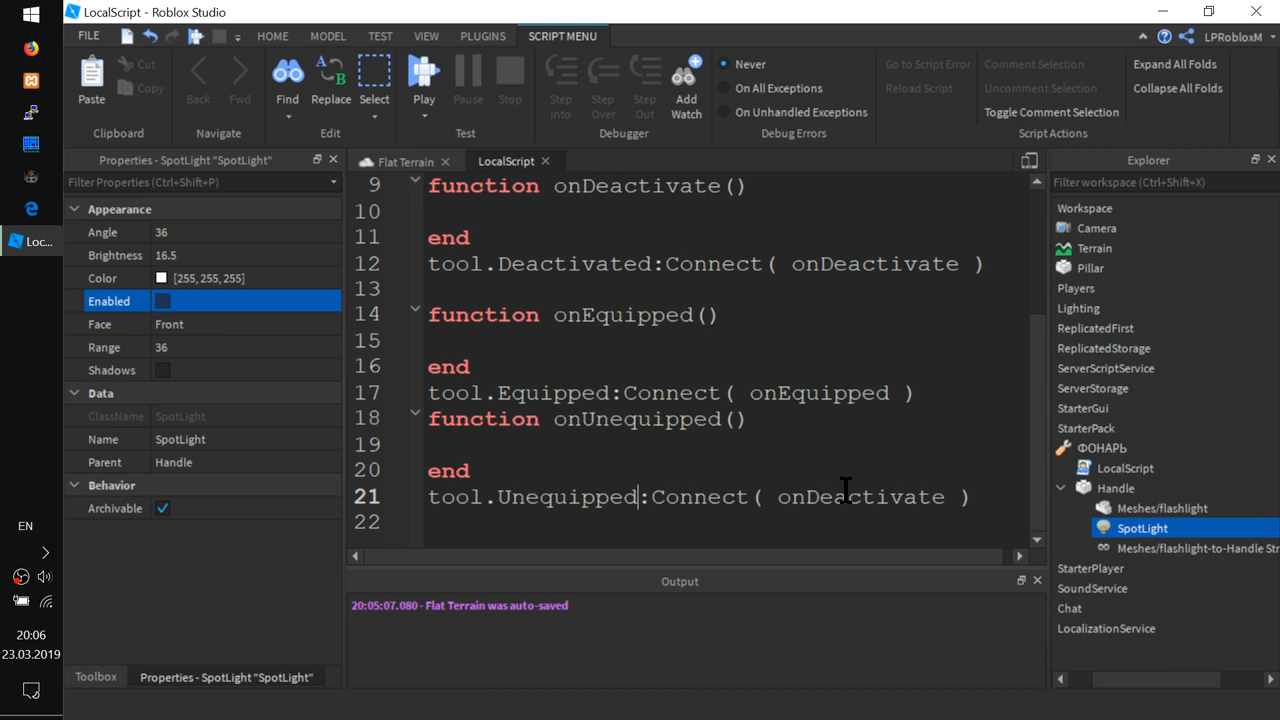 LocalScript - Roblox Studio
FILE
HOME
MODEL
TEST
VIEW
PLUGINS
SCRIPT MENU
LPRobloxM
Paste
Cut
Copy
Clipboard
Back
Fwd
Navigate
Find
Replace
Select
Edit
Play
Pause
Stop
Test
Step Into
Step Over
Step Out
Add Watch
Debugger
Never
On All Exceptions
On Unhandled Exceptions
Debug Errors
Go to Script Error
Reload Script
Comment Selection
Uncomment Selection
Toggle Comment Selection
Expand All Folds
Collapse All Folds
Script Actions
Loc...
EN
20:06
23.03.2019
Properties - SpotLight "SpotLight"
Filter Properties (Ctrl+Shift+P)
Appearance
Angle 36
Brightness 16.5
Color [255, 255, 255]
Enabled
Face Front
Range 36
Shadows
Data
ClassName SpotLight
Name SpotLight
Parent Handle
Behavior
Archivable
Toolbox
Properties - SpotLight "SpotLight"
Flat Terrain
LocalScript
9 function onDeactivate()
10
11 end
12 tool.Deactivated:Connect( onDeactivate )
13
14 function onEquipped()
15
16 end
17 tool.Equipped:Connect( onEquipped )
18 function onUnequipped()
19
20 end
21 tool.Unequipped:Connect( onDeactivate )
22
Output
20:05:07.080 - Flat Terrain was auto-saved
Explorer
Filter workspace (Ctrl+Shift+X)
Workspace
Camera
Terrain
Pillar
Players
Lighting
ReplicatedFirst
ReplicatedStorage
ServerScriptService
ServerStorage
StarterGui
StarterPack
ФОНАРЬ
LocalScript
Handle
Meshes/flashlight
SpotLight
Meshes/flashlight-to-Handle Str
StarterPlayer
SoundService
Chat
LocalizationService